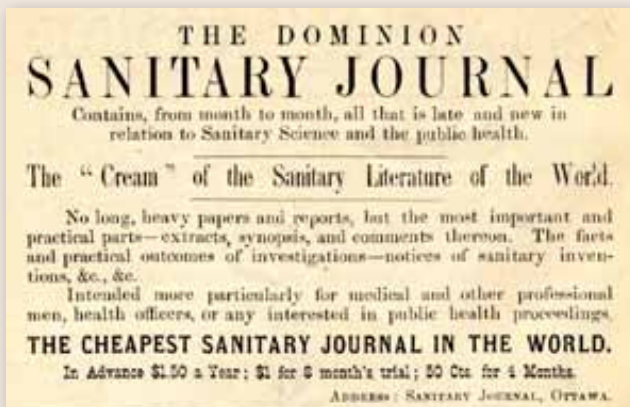 THE DOMINION
SANITARY JOURNAL
Contains, from month to month, all that is late and new in
relation to Sanitary Science and the public health.
The "Cream" of the Sanitary Literature of the World.
No long, heavy papers and reports, but the most important and
practical parts—extracts, synopsis, and comments thereon. The facts
and practical outcomes of investigations—notices of sanitary inven-
tions, &c., &c.
Intended more particularly for medical and other professional
men, health officers, or any interested in public health proceedings.
THE CHEAPEST SANITARY JOURNAL IN THE WORLD.
In Advance $1.50 a Year; $1 for 8 month's trial; 50 Cts. for 4 Months.
ADDRESS: SANITARY JOURNAL, OTTAWA.